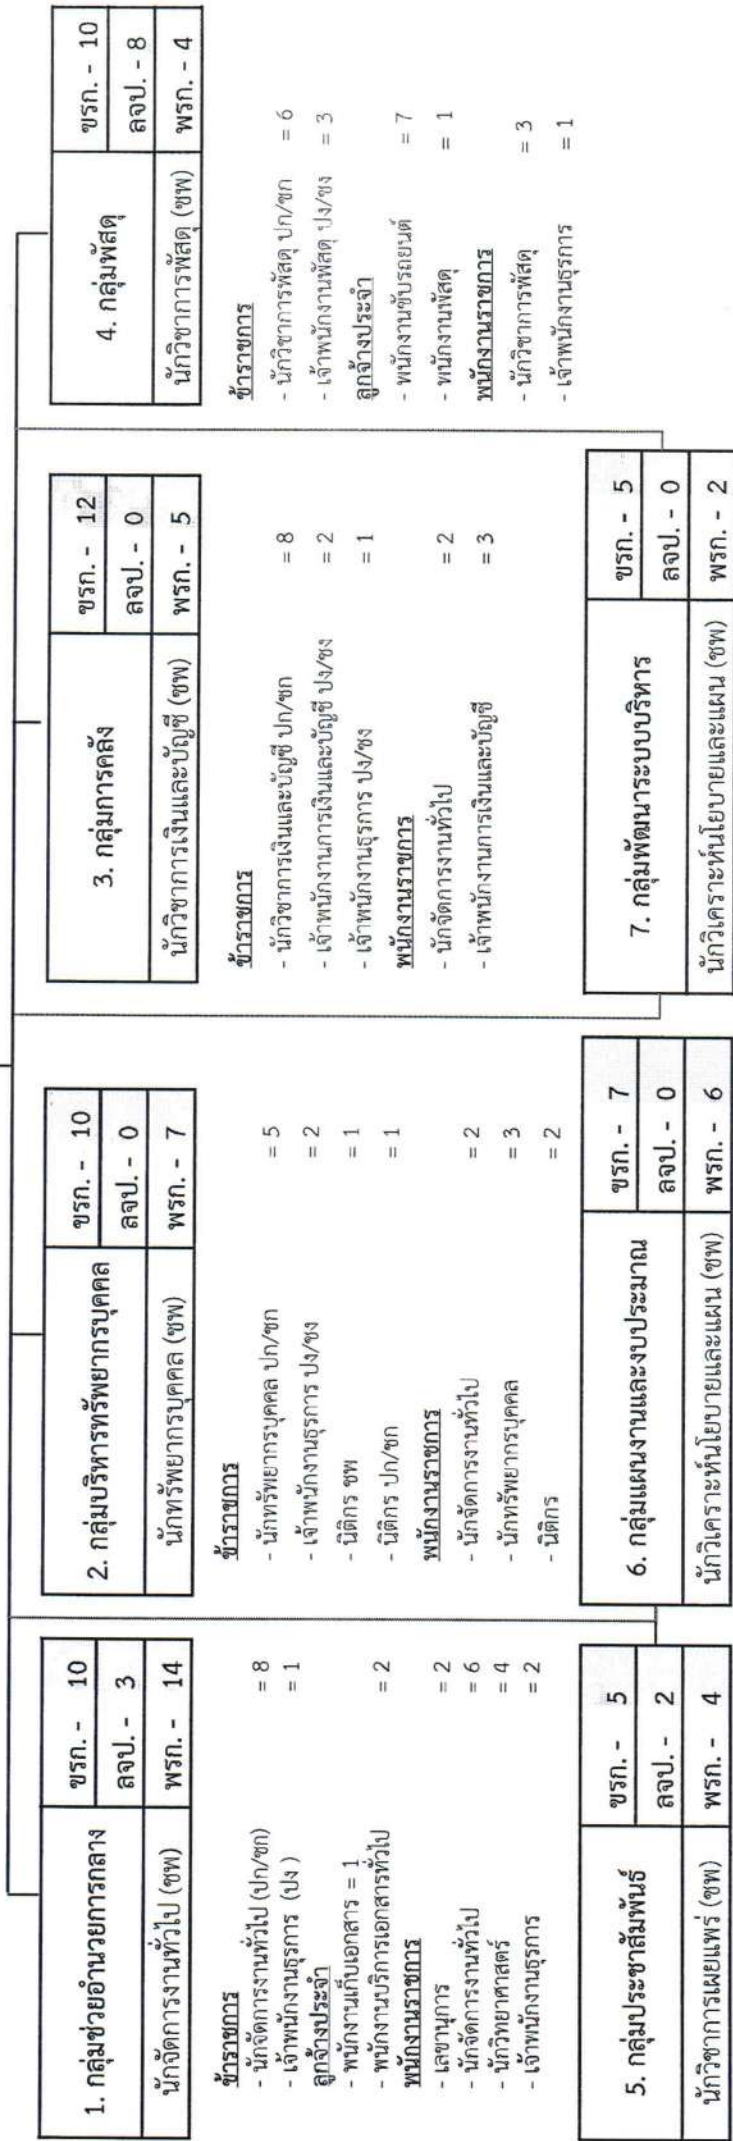 1. กลุ่มช่วยอำนวยการกลาง
ขรก. - 10
ลจป. - 3
นักจัดการงานทั่วไป (ชพ)
พรก. - 14
ข้าราชการ
- นักจัดการงานทั่วไป (ปก/ชก) = 8
- เจ้าพนักงานธุรการ (ปง) = 1
ลูกจ้างประจำ
- พนักงานเก็บเอกสาร = 1
- พนักงานบริการเอกสารทั่วไป = 2
พนักงานราชการ
- เลขานุการ = 2
- นักจัดการงานทั่วไป = 6
- นักวิทยาศาสตร์ = 4
- เจ้าพนักงานธุรการ = 2
2. กลุ่มบริหารทรัพยากรบุคคล
ขรก. - 10
ลจป. - 0
นักทรัพยากรบุคคล (ชพ)
พรก. - 7
ข้าราชการ
- นักทรัพยากรบุคคล ปก/ชก = 5
- เจ้าพนักงานธุรการ ปง/ชง = 2
- นิติกร ชพ = 1
- นิติกร ปก/ชก = 1
พนักงานราชการ
- นักจัดการงานทั่วไป = 2
- นักทรัพยากรบุคคล = 3
- นิติกร = 2
3. กลุ่มการคลัง
ขรก. - 12
ลจป. - 0
นักวิชาการเงินและบัญชี (ชพ)
พรก. - 5
ข้าราชการ
- นักวิชาการเงินและบัญชี ปก/ชก = 8
- เจ้าพนักงานการเงินและบัญชี ปง/ชง = 2
- เจ้าพนักงานธุรการ ปง/ชง = 1
พนักงานราชการ
- นักจัดการงานทั่วไป = 2
- เจ้าพนักงานการเงินและบัญชี = 3
4. กลุ่มพัสดุ
ขรก. - 10
ลจป. - 8
นักวิชาการพัสดุ (ชพ)
พรก. - 4
ข้าราชการ
- นักวิชาการพัสดุ ปก/ชก = 6
- เจ้าพนักงานพัสดุ ปง/ชง = 3
ลูกจ้างประจำ
- พนักงานขับรถยนต์ = 7
- พนักงานพัสดุ = 1
พนักงานราชการ
- นักวิชาการพัสดุ = 3
- เจ้าพนักงานธุรการ = 1
5. กลุ่มประชาสัมพันธ์
ขรก. - 5
ลจป. - 2
นักวิชาการเผยแพร่ (ชพ)
พรก. - 4
6. กลุ่มแผนงานและงบประมาณ
ขรก. - 7
ลจป. - 0
นักวิเคราะห์นโยบายและแผน (ชพ)
พรก. - 6
7. กลุ่มพัฒนาระบบบริหาร
ขรก. - 5
ลจป. - 0
นักวิเคราะห์นโยบายและแผน (ชพ)
พรก. - 2